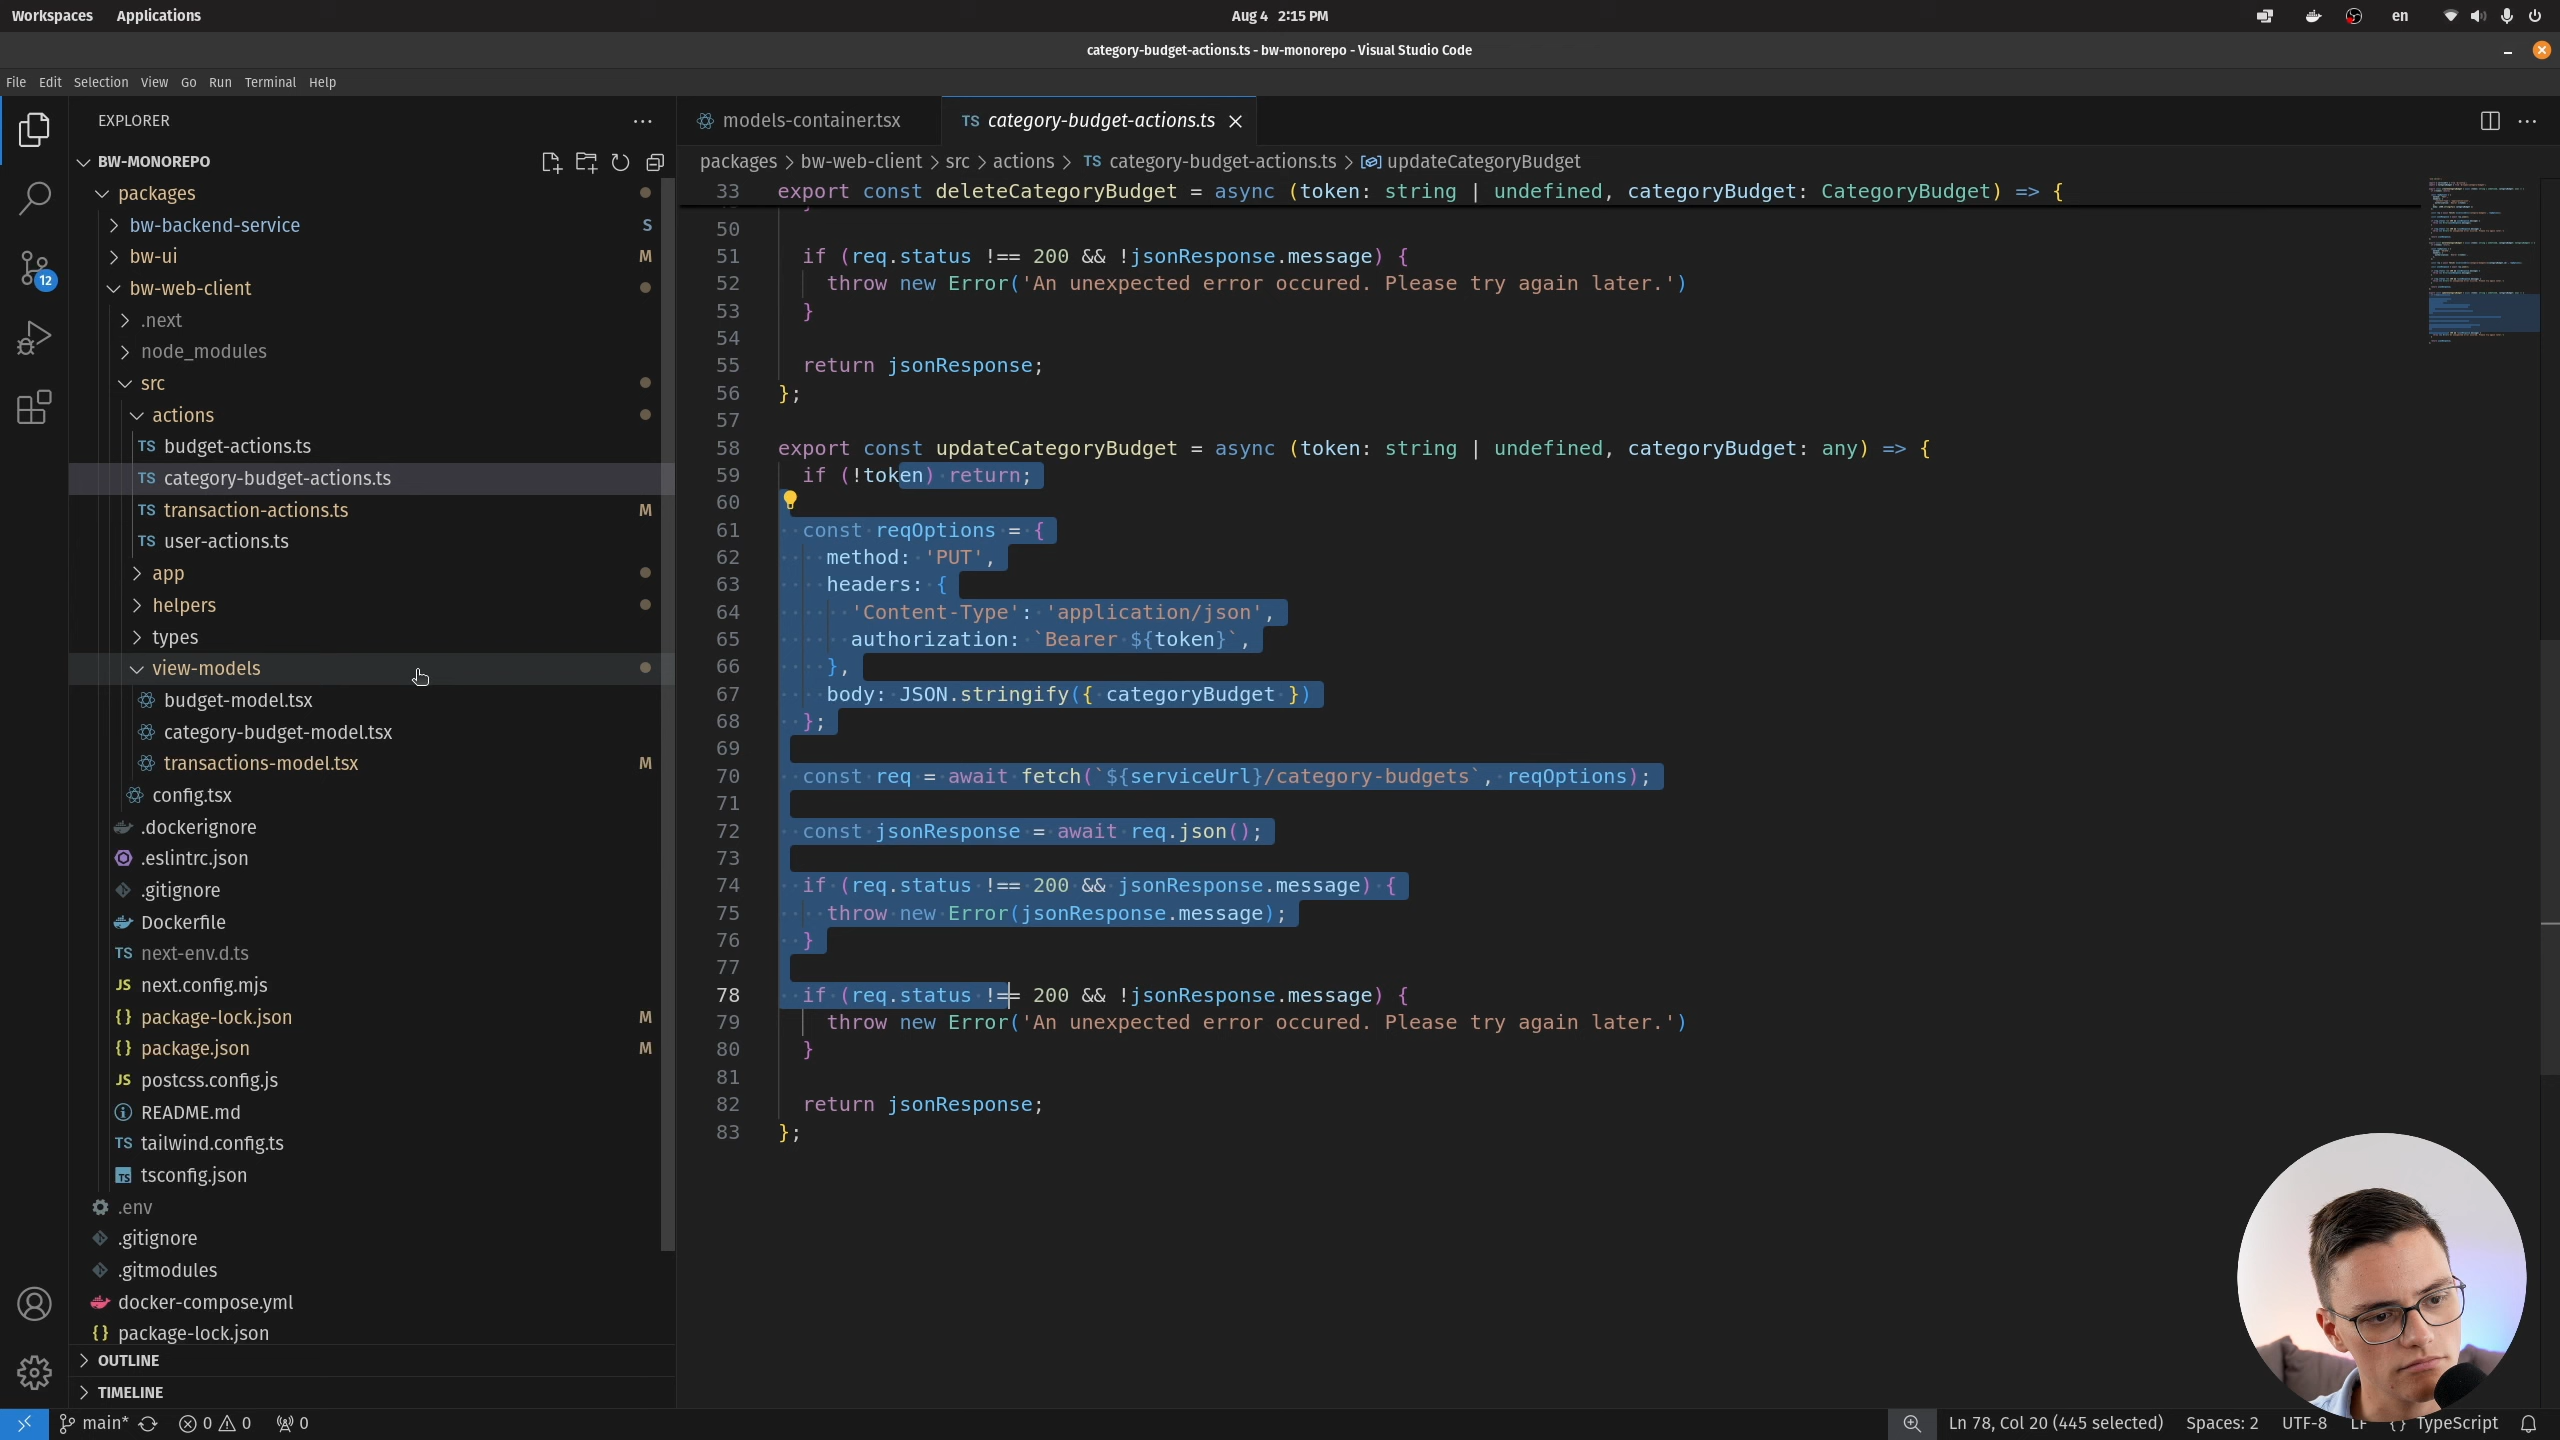 Workspaces Applications Aug 4 2:15 PM en
category-budget-actions.ts - bw-monorepo - Visual Studio Code
File Edit Selection View Go Run Terminal Help
EXPLORER
BW-MONOREPO
packages
bw-backend-service S
bw-ui M
bw-web-client
.next
node_modules
src
actions
TS budget-actions.ts
TS category-budget-actions.ts
TS transaction-actions.ts M
TS user-actions.ts
app
helpers
types
view-models
budget-model.tsx
category-budget-model.tsx
transactions-model.tsx M
config.tsx
.dockerignore
.eslintrc.json
.gitignore
Dockerfile
TS next-env.d.ts
JS next.config.mjs
{} package-lock.json M
{} package.json M
JS postcss.config.js
README.md
TS tailwind.config.ts
TS tsconfig.json
.env
.gitignore
.gitmodules
docker-compose.yml
{} package-lock.json
OUTLINE
TIMELINE
12
models-container.tsx TS category-budget-actions.ts
packages > bw-web-client > src > actions > TS category-budget-actions.ts > updateCategoryBudget
33 export const deleteCategoryBudget = async (token: string | undefined, categoryBudget: CategoryBudget) => {
50
51 if (req.status !== 200 && !jsonResponse.message) {
52 throw new Error('An unexpected error occured. Please try again later.')
53 }
54
55 return jsonResponse;
56 };
57
58 export const updateCategoryBudget = async (token: string | undefined, categoryBudget: any) => {
59 if (!token) return;
60
61 const reqOptions = {
62 method: 'PUT',
63 headers: {
64 'Content-Type': 'application/json',
65 authorization: `Bearer ${token}`,
66 },
67 body: JSON.stringify({ categoryBudget })
68 };
69
70 const req = await fetch(`${serviceUrl}/category-budgets`, reqOptions);
71
72 const jsonResponse = await req.json();
73
74 if (req.status !== 200 && jsonResponse.message) {
75 throw new Error(jsonResponse.message);
76 }
77
78 if (req.status !== 200 && !jsonResponse.message) {
79 throw new Error('An unexpected error occured. Please try again later.')
80 }
81
82 return jsonResponse;
83 };
main* 0 0 0 Ln 78, Col 20 (445 selected) Spaces: 2 UTF-8 LF {} TypeScript